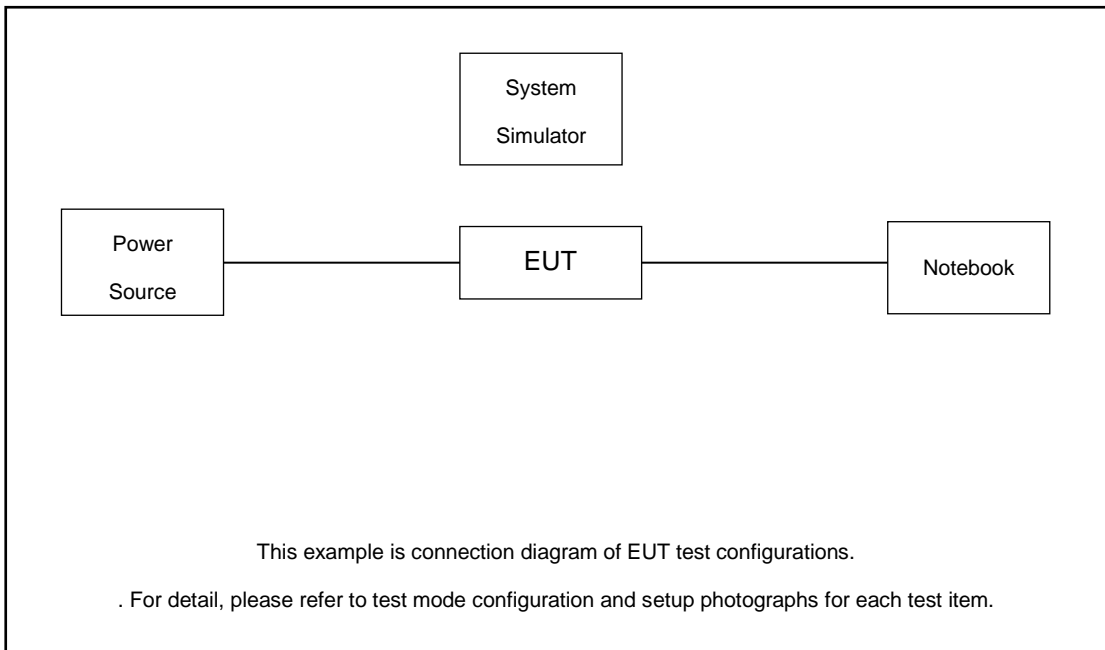 System
Simulator
Power
Source
EUT
Notebook
This example is connection diagram of EUT test configurations.
. For detail, please refer to test mode configuration and setup photographs for each test item.